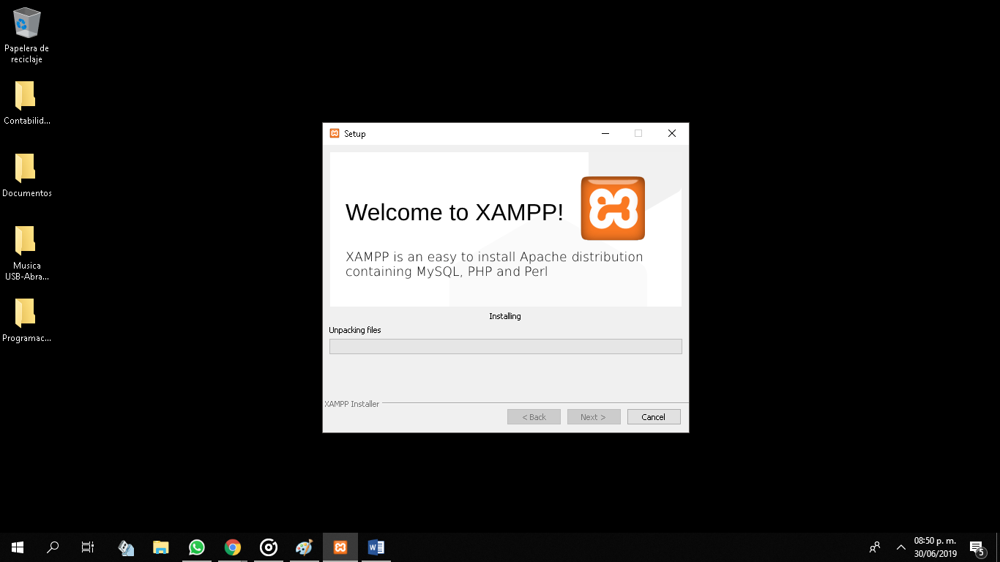 Papelera de
reciclaje
Contabilid...
Documentos
Musica
USB-Abra...
Programac...
Setup
Welcome to XAMPP!
XAMPP is an easy to install Apache distribution
containing MySQL, PHP and Perl
Installing
Unpacking files
XAMPP Installer
< Back
Next >
Cancel
08:50 p. m.
30/06/2019
5